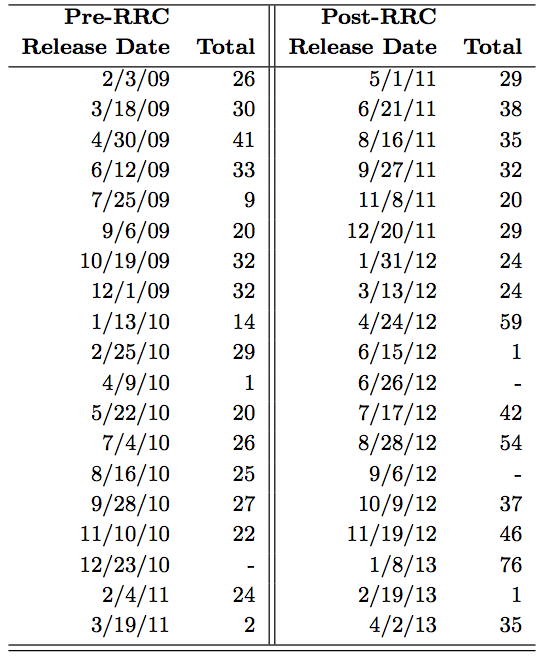 Pre-RRC Post-RRC
Release Date Total Release Date Total
2/3/09 26 5/1/11 29
3/18/09 30 6/21/11 38
4/30/09 41 8/16/11 35
6/12/09 33 9/27/11 32
7/25/09 9 11/8/11 20
9/6/09 20 12/20/11 29
10/19/09 32 1/31/12 24
12/1/09 32 3/13/12 24
1/13/10 14 4/24/12 59
2/25/10 29 6/15/12 1
4/9/10 1 6/26/12 -
5/22/10 20 7/17/12 42
7/4/10 26 8/28/12 54
8/16/10 25 9/6/12 -
9/28/10 27 10/9/12 37
11/10/10 22 11/19/12 46
12/23/10 - 1/8/13 76
2/4/11 24 2/19/13 1
3/19/11 2 4/2/13 35